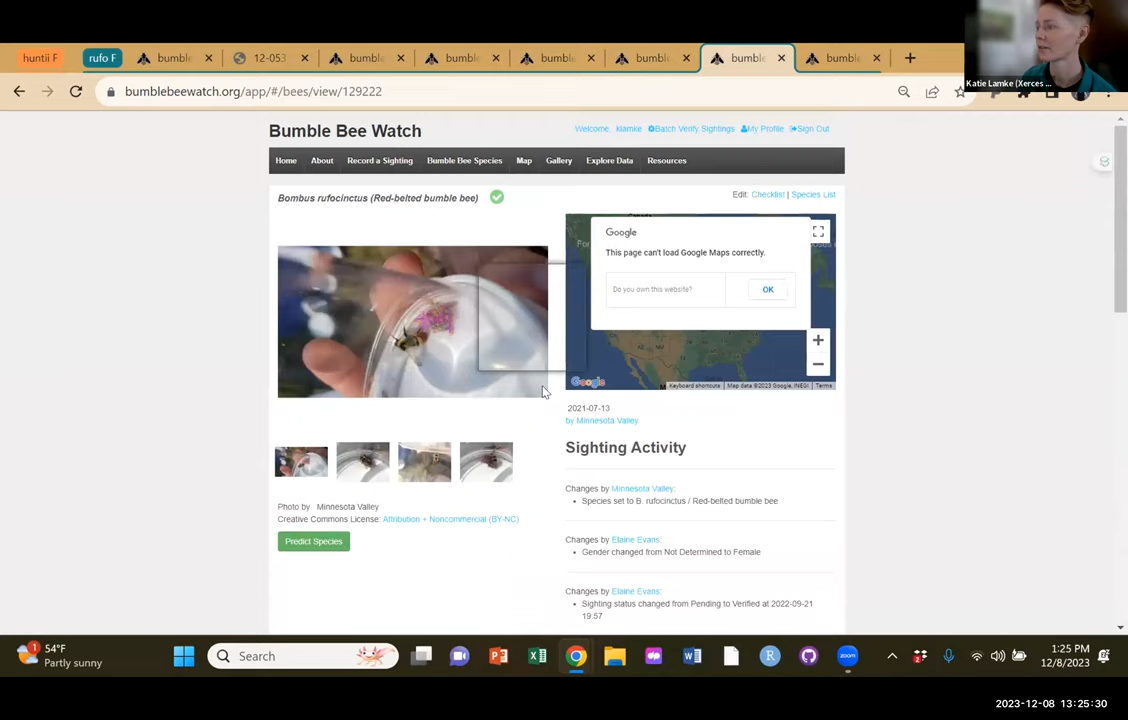 huntii F
rufo F
bumble
12-053
bumble
bumble
bumble
bumble
bumble
bumble
Katie Lamke (Xerces ...
bumblebeewatch.org/app/#/bees/view/129222
Bumble Bee Watch
Welcome, klamke Batch Verify Sightings My Profile Sign Out
Home About Record a Sighting Bumble Bee Species Map Gallery Explore Data Resources
Bombus rufocinctus (Red-belted bumble bee)
Edit: Checklist | Species List
Canada
Google
This page can't load Google Maps correctly.
Do you own this website?
OK
Google
Keyboard shortcuts Map data ©2023 Google, INEGI Terms
2021-07-13
by Minnesota Valley
Sighting Activity
Changes by Minnesota Valley:
• Species set to B. rufocinctus / Red-belted bumble bee
Changes by Elaine Evans:
• Gender changed from Not Determined to Female
Changes by Elaine Evans:
• Sighting status changed from Pending to Verified at 2022-09-21
19:57
Photo by Minnesota Valley
Creative Commons License: Attribution + Noncommercial (BY-NC)
Predict Species
1
54°F
Partly sunny
Search
zoom
1:25 PM
12/8/2023
2023-12-08 13:25:30